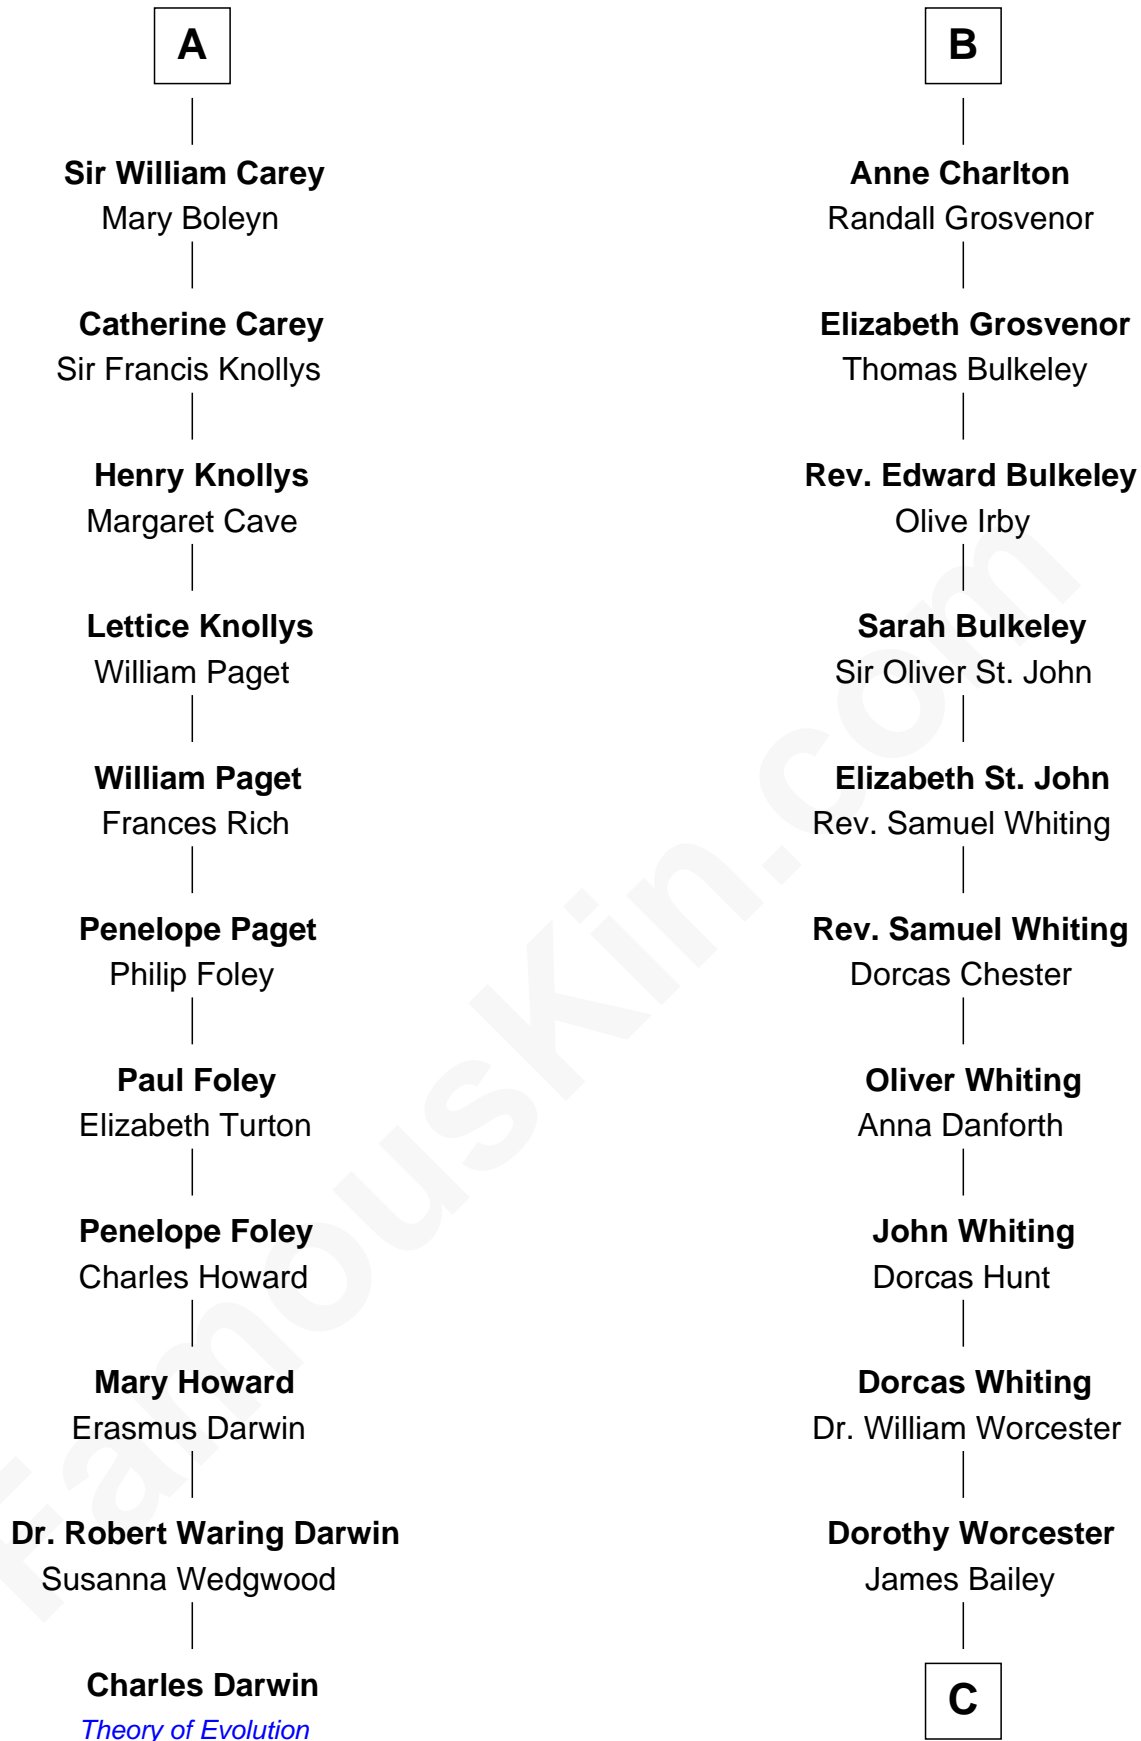 A
Sir William Carey
Mary Boleyn
Catherine Carey
Sir Francis Knollys
Henry Knollys
Margaret Cave
Lettice Knollys
William Paget
William Paget
Frances Rich
Penelope Paget
Philip Foley
Paul Foley
Elizabeth Turton
Penelope Foley
Charles Howard
Mary Howard
Erasmus Darwin
Dr. Robert Waring Darwin
Susanna Wedgwood
Charles Darwin
Theory of Evolution
B
Anne Charlton
Randall Grosvenor
Elizabeth Grosvenor
Thomas Bulkeley
Rev. Edward Bulkeley
Olive Irby
Sarah Bulkeley
Sir Oliver St. John
Elizabeth St. John
Rev. Samuel Whiting
Rev. Samuel Whiting
Dorcas Chester
Oliver Whiting
Anna Danforth
John Whiting
Dorcas Hunt
Dorcas Whiting
Dr. William Worcester
Dorothy Worcester
James Bailey
C
FamousKin.com